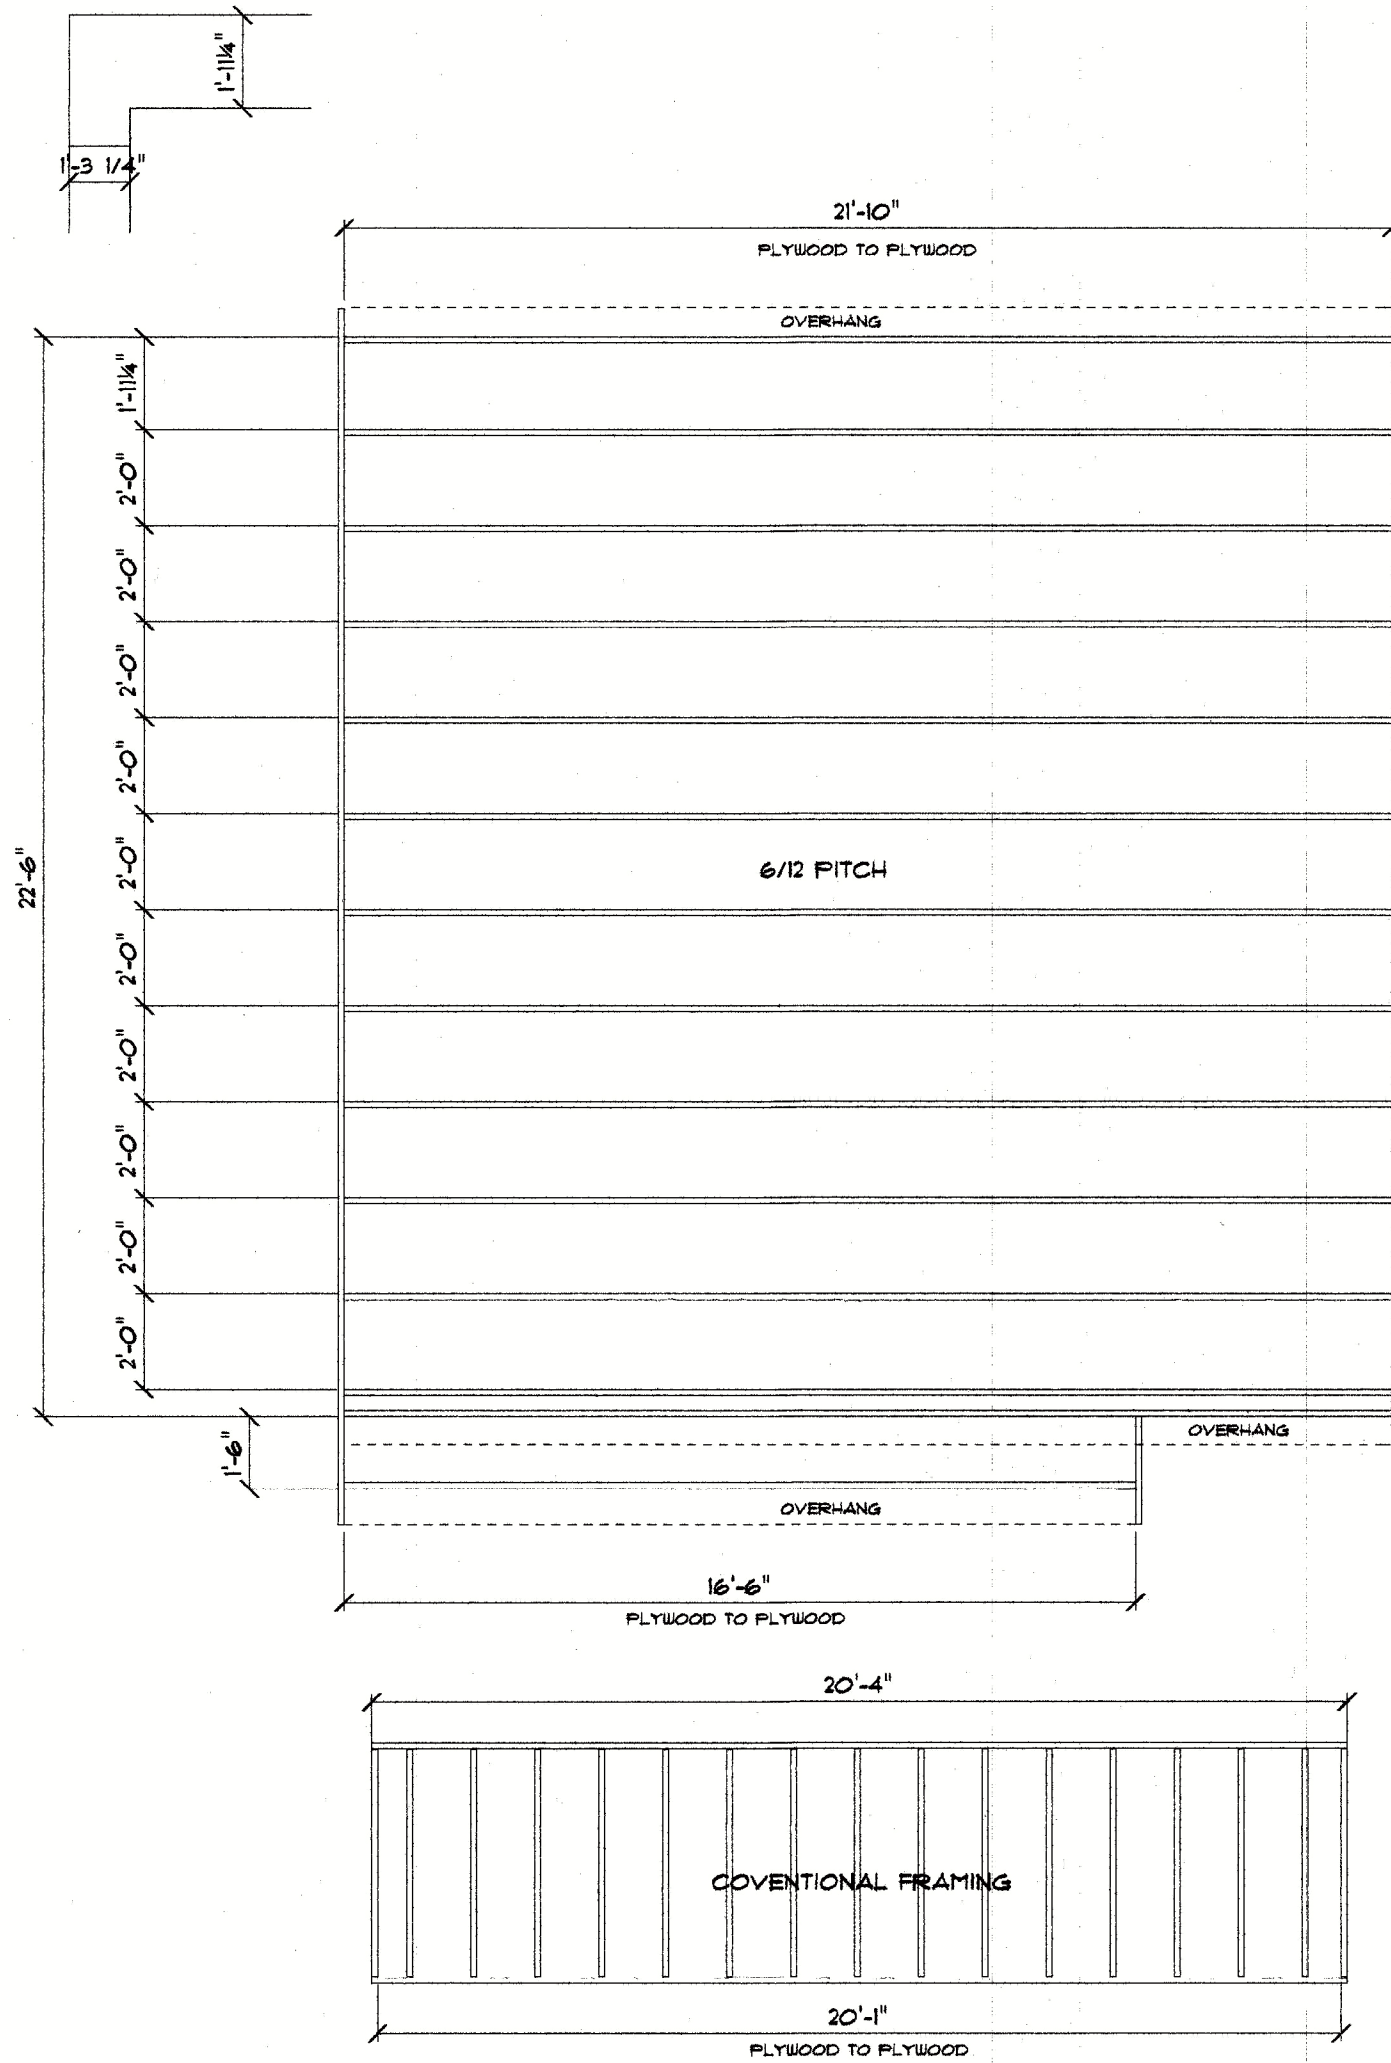 1'-11¼"
1'-3 1/4"
21'-10"
PLYWOOD TO PLYWOOD
OVERHANG
1'-11¼"
2'-0"
2'-0"
2'-0"
2'-0"
2'-0"
6/12 PITCH
22'-6"
2'-0"
2'-0"
2'-0"
2'-0"
2'-0"
OVERHANG
1'-6"
OVERHANG
16'-6"
PLYWOOD TO PLYWOOD
20'-4"
COVENTIONAL FRAMING
20'-1"
PLYWOOD TO PLYWOOD